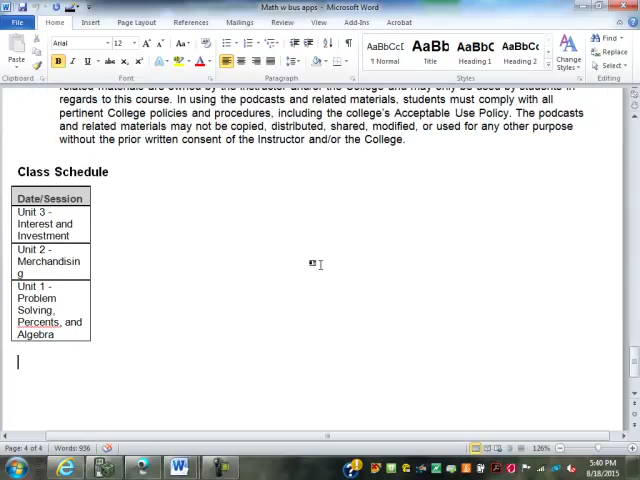 Math w bus apps - Microsoft Word
File Home Insert Page Layout References Mailings Review View Add-Ins Acrobat
Paste
Arial 12
AaBbCcDd AaBb AaBbCc AaBbCc
¶ Normal Title Heading 1 Heading 2
Change Styles
Find
Replace
Select
Clipboard Font Paragraph Styles Editing
related materials are owned by the instructor and/or the College and may only be used by students in
regards to this course. In using the podcasts and related materials, students must comply with all
pertinent College policies and procedures, including the college's Acceptable Use Policy. The podcasts
and related materials may not be copied, distributed, shared, modified, or used for any other purpose
without the prior written consent of the Instructor and/or the College.
Class Schedule
Date/Session
Unit 3 -
Interest and
Investment
Unit 2 -
Merchandisin
g
Unit 1 -
Problem
Solving,
Percents, and
Algebra
Page: 4 of 4 Words: 936
126%
5:40 PM
8/18/2015